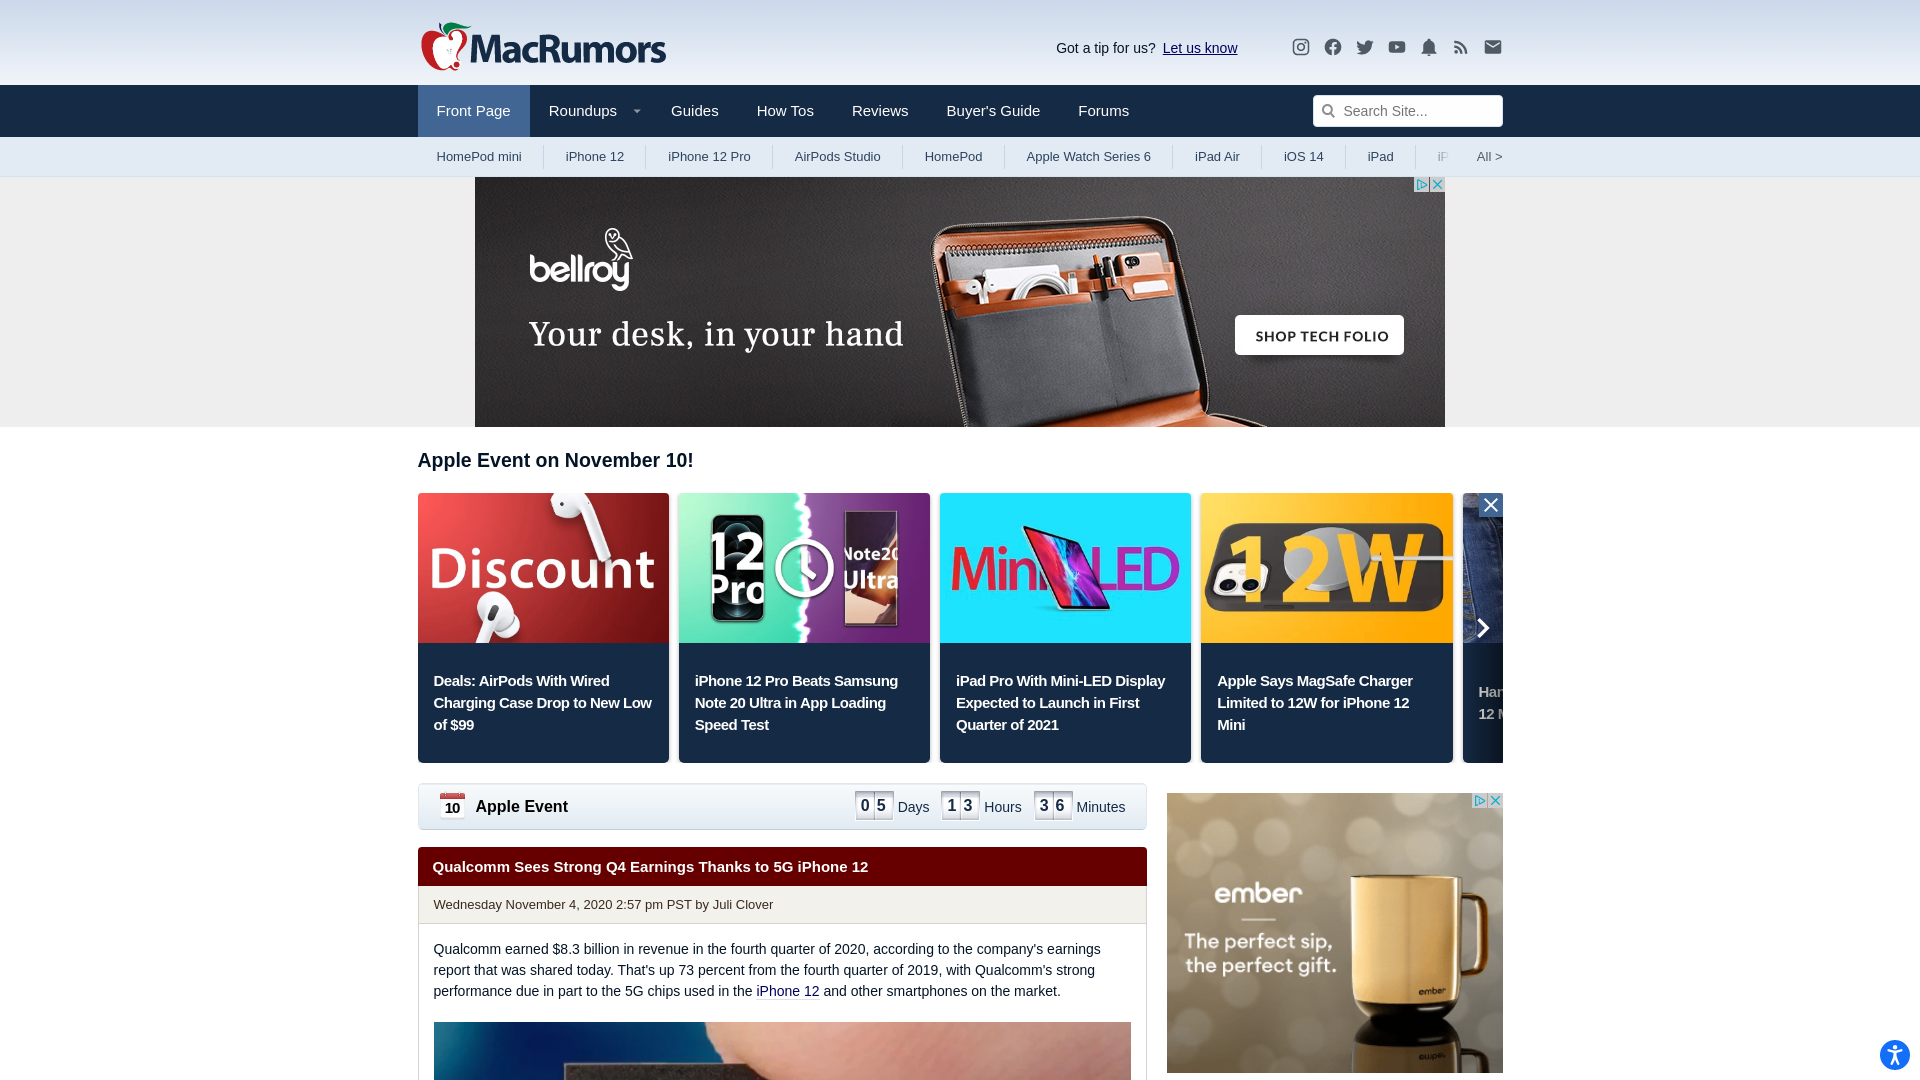 MacRumors
Got a tip for us? Let us know
Front Page
Roundups
Guides
How Tos
Reviews
Buyer's Guide
Forums
Search Site...
HomePod mini
iPhone 12
iPhone 12 Pro
AirPods Studio
HomePod
Apple Watch Series 6
iPad Air
iOS 14
iPad
iP
All >
bellroy
Your desk, in your hand
SHOP TECH FOLIO
Apple Event on November 10!
Discount
Deals: AirPods With Wired
Charging Case Drop to New Low
of $99
12
Pro
Note20
Ultra
iPhone 12 Pro Beats Samsung
Note 20 Ultra in App Loading
Speed Test
Mini LED
iPad Pro With Mini-LED Display
Expected to Launch in First
Quarter of 2021
12W
Apple Says MagSafe Charger
Limited to 12W for iPhone 12
Mini
Han
12 M
10
Apple Event
05 Days
13 Hours
36 Minutes
Qualcomm Sees Strong Q4 Earnings Thanks to 5G iPhone 12
Wednesday November 4, 2020 2:57 pm PST by Juli Clover
Qualcomm earned $8.3 billion in revenue in the fourth quarter of 2020, according to the company's earnings
report that was shared today. That's up 73 percent from the fourth quarter of 2019, with Qualcomm's strong
performance due in part to the 5G chips used in the iPhone 12 and other smartphones on the market.
ember
The perfect sip,
the perfect gift.
ember